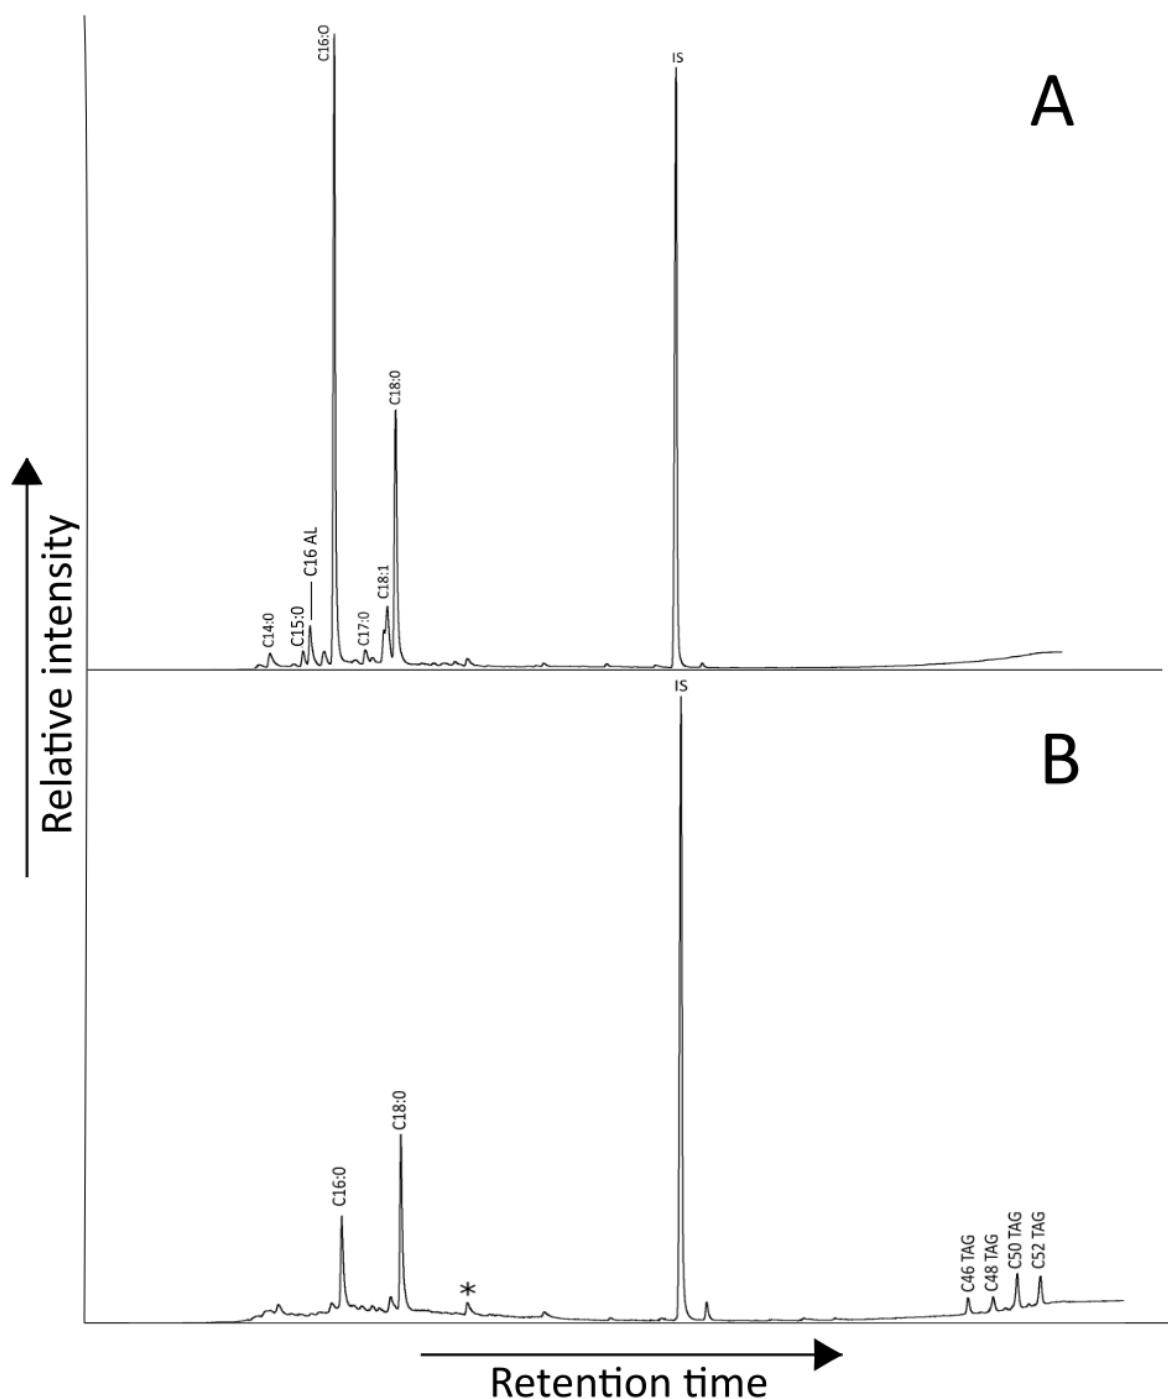 C16:0
IS
A
C18:0
C16 AL
C18:1
C14:0
C15:0
C17:0
Relative intensity
IS
B
C18:0
C16:0
*
C46 TAG
C48 TAG
C50 TAG
C52 TAG
Retention time